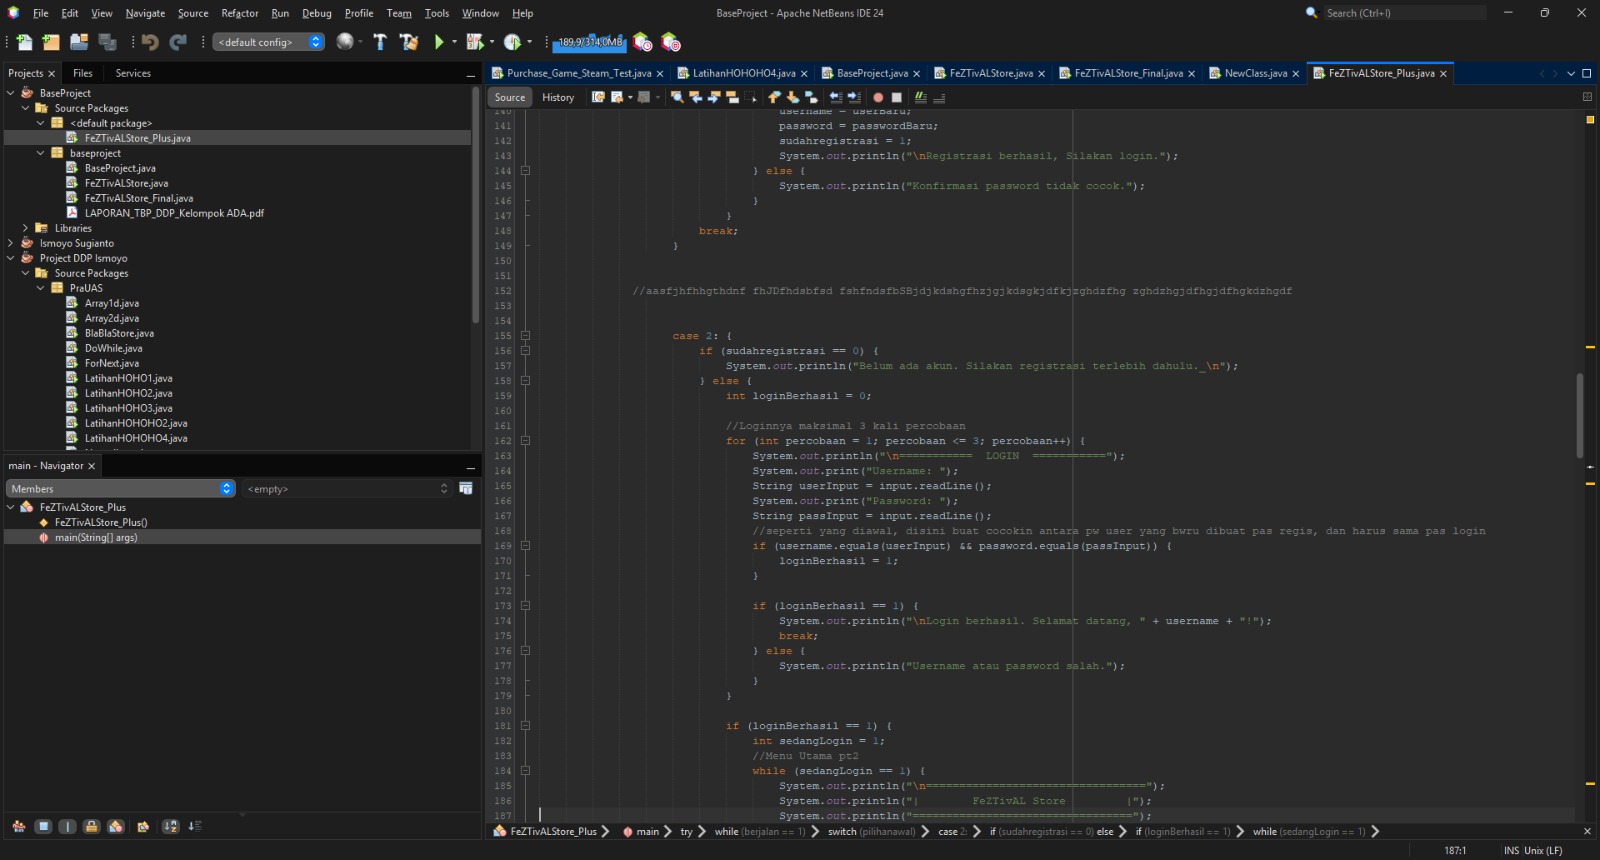 File Edit View Navigate Source Refactor Run Debug Profile Team Tools Window Help
BaseProject - Apache NetBeans IDE 24
Search (Ctrl+I)
<default config>
189,9/314,0MB
Projects Files Services
BaseProject
Source Packages
<default package>
FeZTivALStore_Plus.java
baseproject
BaseProject.java
FeZTivALStore.java
FeZTivALStore_Final.java
LAPORAN_TBP_DDP_Kelompok ADA.pdf
Libraries
Ismoyo Sugianto
Project DDP Ismoyo
Source Packages
PraUAS
Array1d.java
Array2d.java
BlaBlaStore.java
DoWhile.java
ForNext.java
LatihanHOHO1.java
LatihanHOHO2.java
LatihanHOHO3.java
LatihanHOHOHO2.java
LatihanHOHOHO4.java
main - Navigator
Members <empty>
FeZTivALStore_Plus
FeZTivALStore_Plus()
main(String[] args)
Purchase_Game_Steam_Test.java LatihanHOHOHO4.java BaseProject.java FeZTivALStore.java FeZTivALStore_Final.java NewClass.java FeZTivALStore_Plus.java
Source History
140 username = userBaru;
141 password = passwordBaru;
142 sudahregistrasi = 1;
143 System.out.println("\nRegistrasi berhasil, Silakan login.");
144 } else {
145 System.out.println("Konfirmasi password tidak cocok.");
146 }
147 }
148 break;
149 }
150
151
152 //aasfjhfhhgthdnf fhJDfhdsbfsd fshfndsfbSBjdjkdshgfhzjgjkdsgkjdfkjzghdzfhg zghdzhgjdfhgjdfhgkdzhgdf
153
154
155 case 2: {
156 if (sudahregistrasi == 0) {
157 System.out.println("Belum ada akun. Silakan registrasi terlebih dahulu._\n");
158 } else {
159 int loginBerhasil = 0;
160
161 //Loginnya maksimal 3 kali percobaan
162 for (int percobaan = 1; percobaan <= 3; percobaan++) {
163 System.out.println("\n===========  LOGIN  ===========");
164 System.out.print("Username: ");
165 String userInput = input.readLine();
166 System.out.print("Password: ");
167 String passInput = input.readLine();
168 //seperti yang diawal, disini buat cocokin antara pw user yang bwru dibuat pas regis, dan harus sama pas login
169 if (username.equals(userInput) && password.equals(passInput)) {
170 loginBerhasil = 1;
171 }
172
173 if (loginBerhasil == 1) {
174 System.out.println("\nLogin berhasil. Selamat datang, " + username + "!");
175 break;
176 } else {
177 System.out.println("Username atau password salah.");
178 }
179 }
180
181 if (loginBerhasil == 1) {
182 int sedangLogin = 1;
183 //Menu Utama pt2
184 while (sedangLogin == 1) {
185 System.out.println("\n=================================");
186 System.out.println("|        FeZTivAL Store         |");
187 System.out.println("=================================");
FeZTivALStore_Plus main try while (berjalan == 1) switch (pilihanawal) case 2: if (sudahregistrasi == 0) else if (loginBerhasil == 1) while (sedangLogin == 1)
187:1 INS Unix (LF)